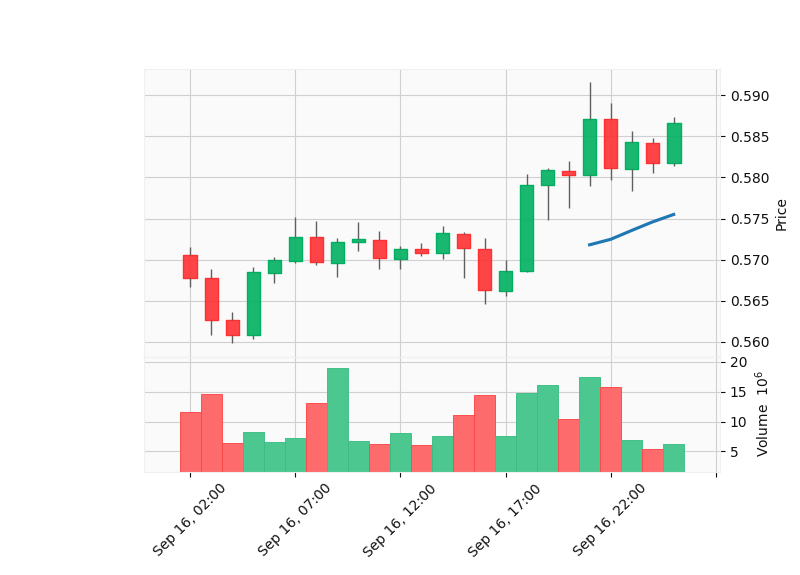 0.590
0.585
0.580
0.575
0.570
0.565
0.560
Price
20
15
10
5
Volume 10^6
Sep 16, 02:00
Sep 16, 07:00
Sep 16, 12:00
Sep 16, 17:00
Sep 16, 22:00